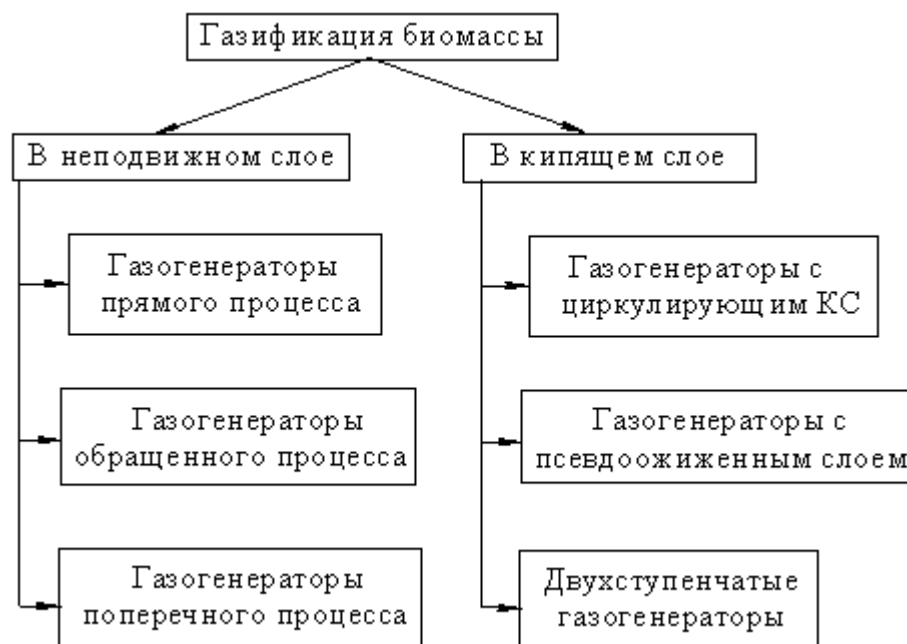 Газификация биомассы
В неподвижном слое
Газогенераторы
прямого процесса
Газогенераторы
обращенного процесса
Газогенераторы
поперечного процесса
В кипящем слое
Газогенераторы с
циркулирующим КС
Газогенераторы с
псевдоожиженным слоем
Двухступенчатые
газогенераторы